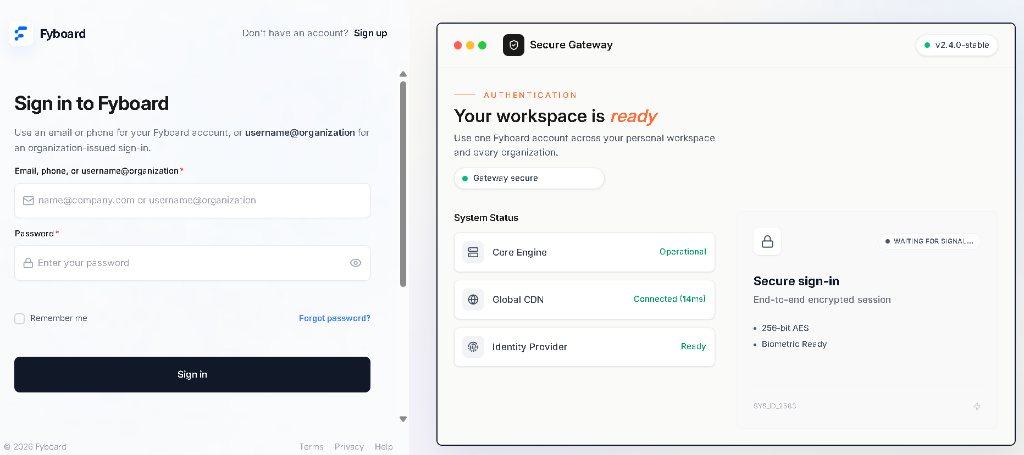 Fyboard
Don't have an account? Sign up
Sign in to Fyboard
Use an email or phone for your Fyboard account, or username@organization for
an organization-issued sign-in.
Email, phone, or username@organization*
name@company.com or username@organization
Password*
Enter your password
Remember me
Forgot password?
Sign in
© 2026 Fyboard
Terms Privacy Help
Secure Gateway
v2.4.0-stable
AUTHENTICATION
Your workspace is ready
Use one Fyboard account across your personal workspace
and every organization.
Gateway secure
System Status
Core Engine
Operational
Global CDN
Connected (14ms)
Identity Provider
Ready
WAITING FOR SIGNAL...
Secure sign-in
End-to-end encrypted session
• 256-bit AES
• Biometric Ready